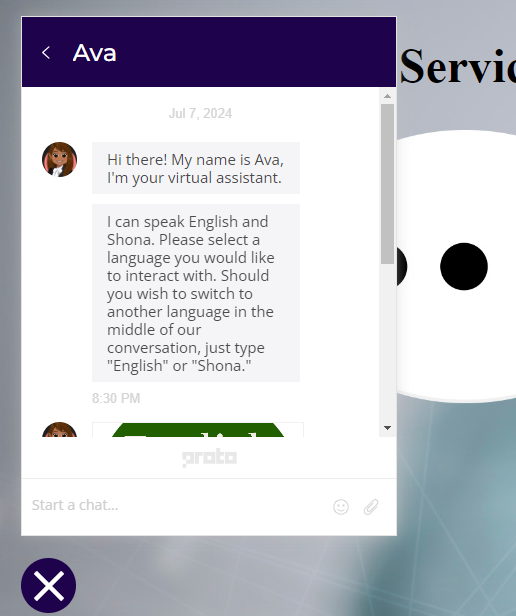 Ava
Servic
Jul 7, 2024
Hi there! My name is Ava,
I'm your virtual assistant.
I can speak English and
Shona. Please select a
language you would like
to interact with. Should
you wish to switch to
another language in the
middle of our
conversation, just type
"English" or "Shona."
8:30 PM
proto
Start a chat...